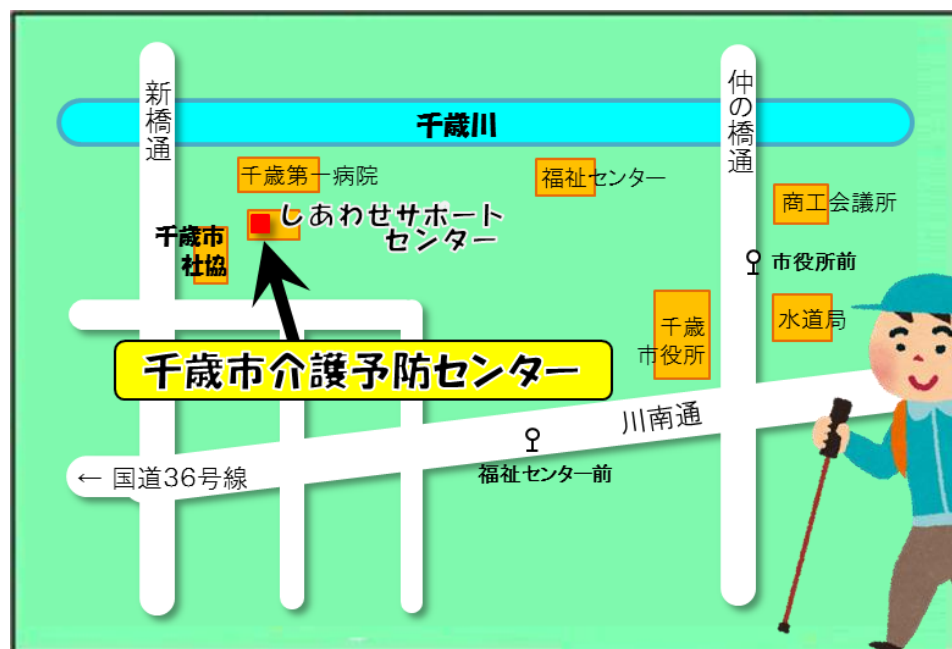 新橋通
仲の橋通
千歳川
千歳第一病院
福祉センター
商工会議所
しあわせサポート
センター
千歳市
社協
市役所前
千歳
市役所
水道局
千歳市介護予防センター
川南通
← 国道36号線
福祉センター前